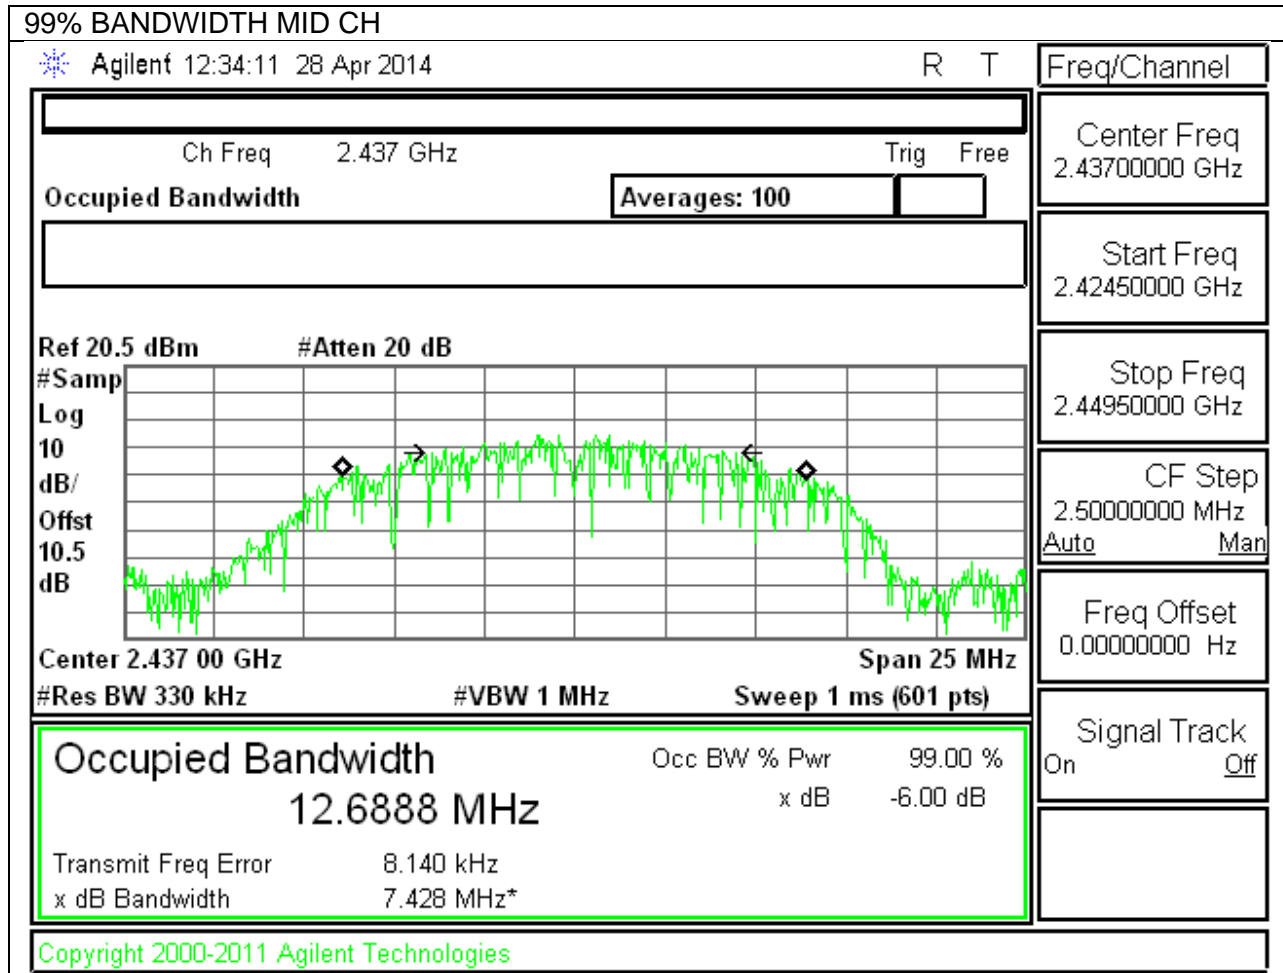 99% BANDWIDTH MID CH
Agilent 12:34:11 28 Apr 2014 R T
Freq/Channel
Ch Freq 2.437 GHz Trig Free
Occupied Bandwidth Averages: 100
Center Freq
2.43700000 GHz
Start Freq
2.42450000 GHz
Stop Freq
2.44950000 GHz
CF Step
2.50000000 MHz
Auto Man
Freq Offset
0.00000000 Hz
Signal Track
On Off
Ref 20.5 dBm #Atten 20 dB
#Samp
Log
10
dB/
Offst
10.5
dB
Center 2.437 00 GHz Span 25 MHz
#Res BW 330 kHz #VBW 1 MHz Sweep 1 ms (601 pts)
Occupied Bandwidth
12.6888 MHz
Occ BW % Pwr 99.00 %
x dB -6.00 dB
Transmit Freq Error 8.140 kHz
x dB Bandwidth 7.428 MHz*
Copyright 2000-2011 Agilent Technologies